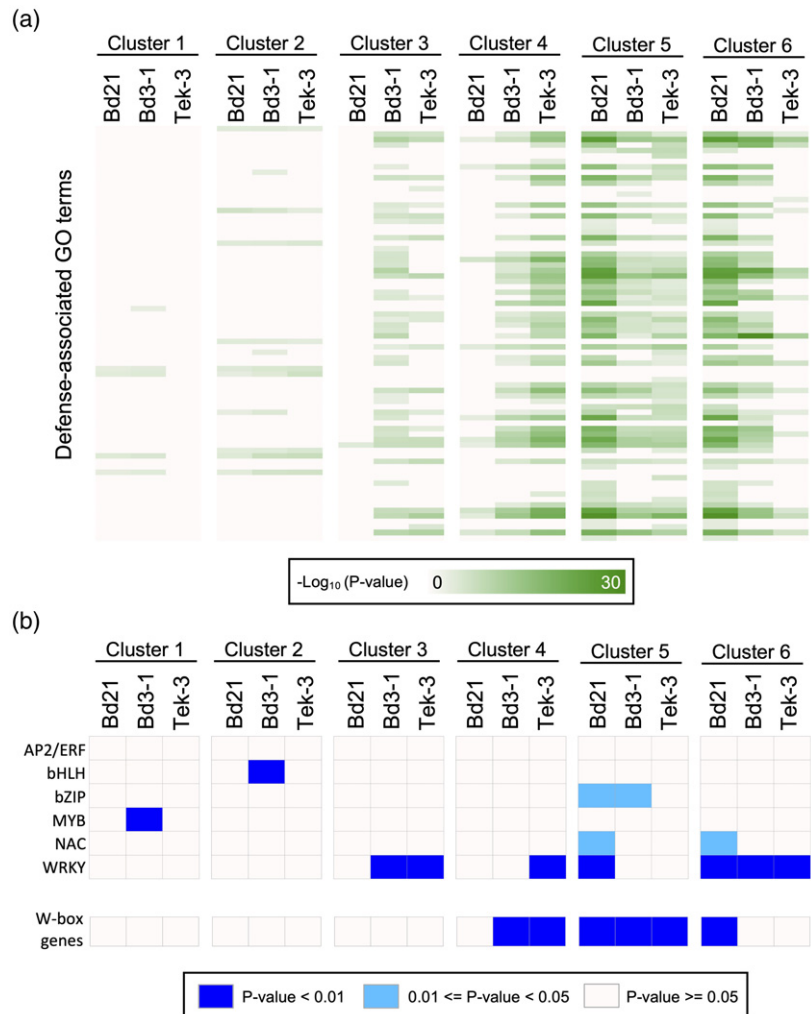 (a)
Cluster 1 Cluster 2 Cluster 3 Cluster 4 Cluster 5 Cluster 6
Bd21 Bd3-1 Tek-3 Bd21 Bd3-1 Tek-3 Bd21 Bd3-1 Tek-3 Bd21 Bd3-1 Tek-3 Bd21 Bd3-1 Tek-3 Bd21 Bd3-1 Tek-3
Defense-associated GO terms
-Log₁₀ (P-value) 0 30
(b)
Cluster 1 Cluster 2 Cluster 3 Cluster 4 Cluster 5 Cluster 6
Bd21 Bd3-1 Tek-3 Bd21 Bd3-1 Tek-3 Bd21 Bd3-1 Tek-3 Bd21 Bd3-1 Tek-3 Bd21 Bd3-1 Tek-3 Bd21 Bd3-1 Tek-3
AP2/ERF
bHLH
bZIP
MYB
NAC
WRKY
W-box
genes
P-value < 0.01 0.01 <= P-value < 0.05 P-value >= 0.05